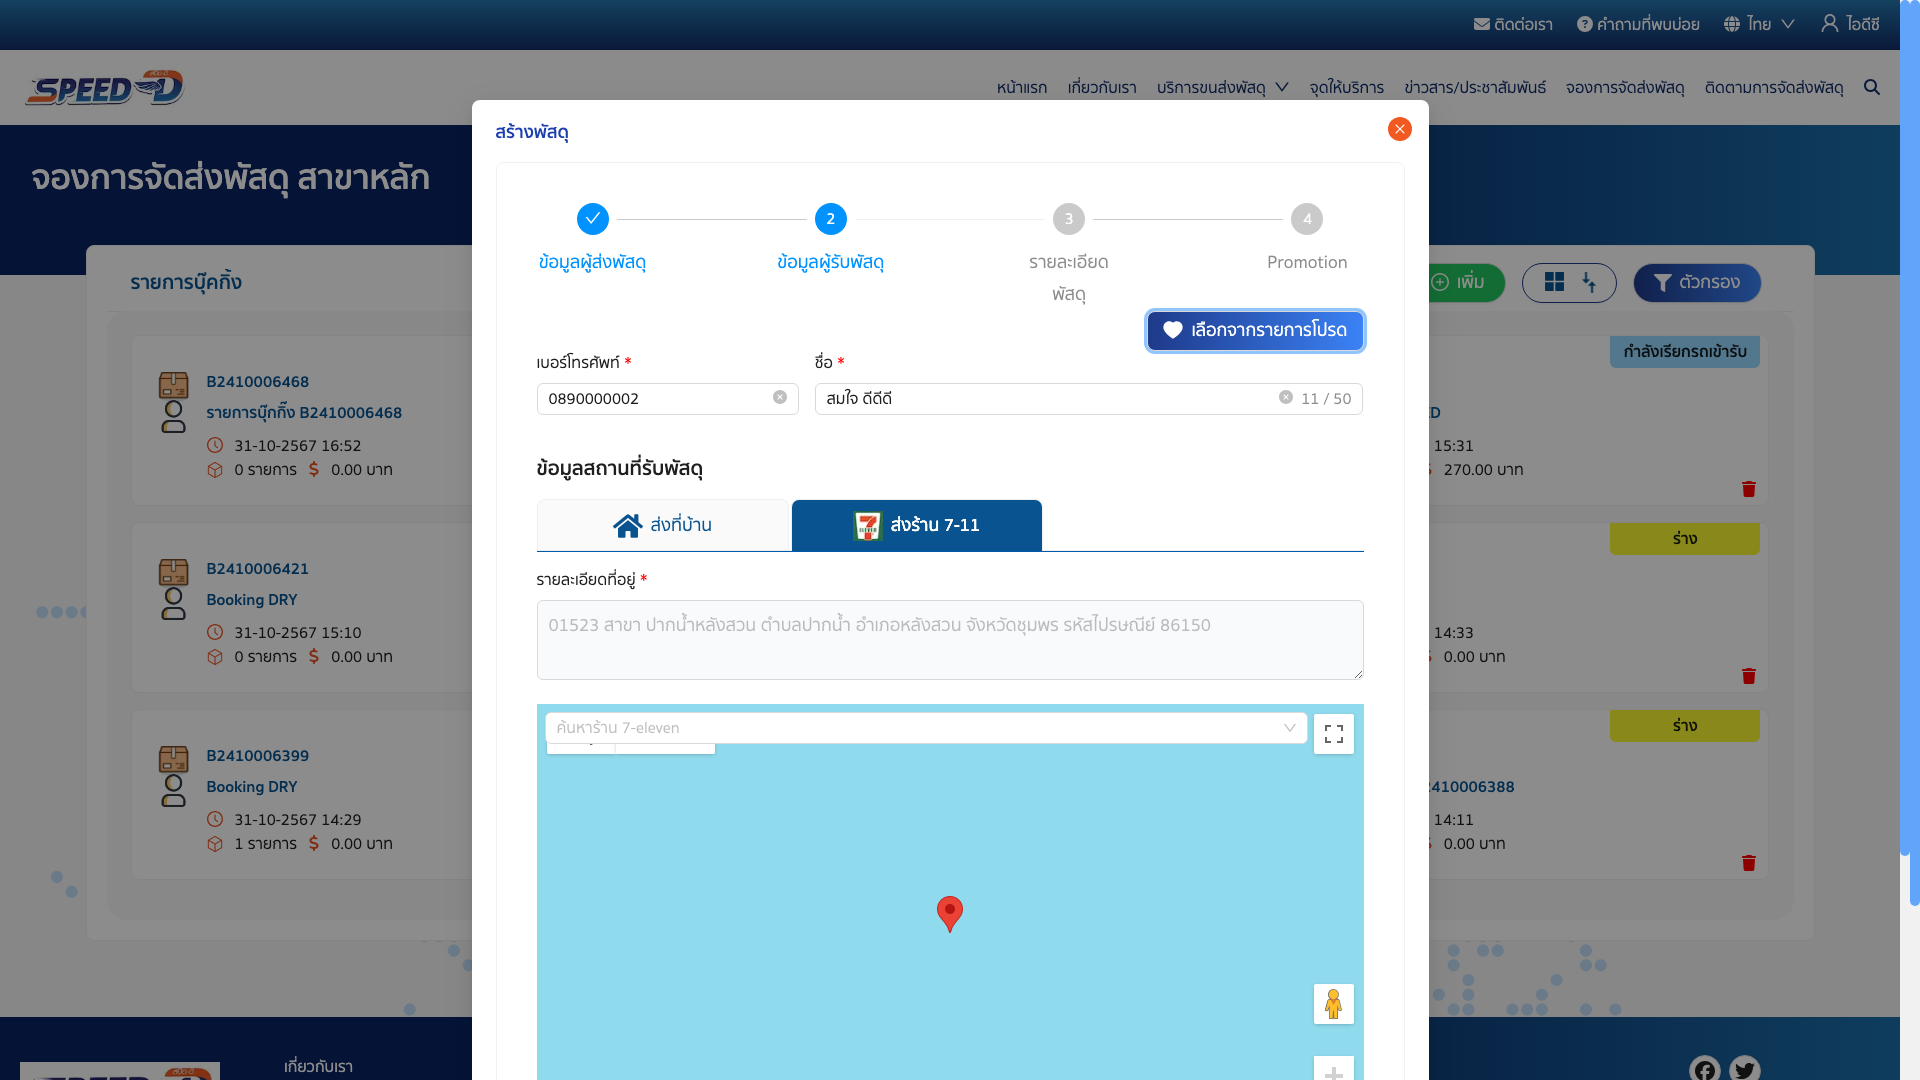 ติดต่อเรา คำถามที่พบบ่อย ไทย ไอดีซี
SPEED-D
หน้าแรก เกี่ยวกับเรา บริการขนส่งพัสดุ จุดให้บริการ ข่าวสาร/ประชาสัมพันธ์ จองการจัดส่งพัสดุ ติดตามการจัดส่งพัสดุ
จองการจัดส่งพัสดุ สาขาหลัก
รายการบุ๊คกิ้ง
เพิ่ม
ตัวกรอง
B2410006468
รายการบุ๊กกิ๊ง B2410006468
31-10-2567 16:52
0 รายการ $ 0.00 บาท
B2410006421
Booking DRY
31-10-2567 15:10
0 รายการ $ 0.00 บาท
B2410006399
Booking DRY
31-10-2567 14:29
1 รายการ $ 0.00 บาท
สร้างพัสดุ
2
3
4
ข้อมูลผู้ส่งพัสดุ
ข้อมูลผู้รับพัสดุ
รายละเอียด
พัสดุ
Promotion
เลือกจากรายการโปรด
เบอร์โทรศัพท์ *
ชื่อ *
0890000002
สมใจ ดีดีดี
11 / 50
ข้อมูลสถานที่รับพัสดุ
ส่งที่บ้าน
ส่งร้าน 7-11
รายละเอียดที่อยู่ *
01523 สาขา ปากน้ำหลังสวน ตำบลปากน้ำ อำเภอหลังสวน จังหวัดชุมพร รหัสไปรษณีย์ 86150
ค้นหาร้าน 7-eleven
กำลังเรียกรถเข้ารับ
D
15:31
270.00 บาท
ร่าง
14:33
0.00 บาท
ร่าง
2410006388
14:11
0.00 บาท
เกี่ยวกับเรา